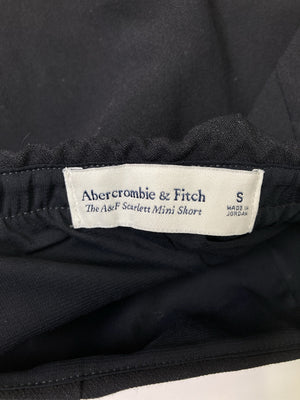 Abercrombie & Fitch
The A&F Scarlett Mini Short
S
MADE IN
JORDAN